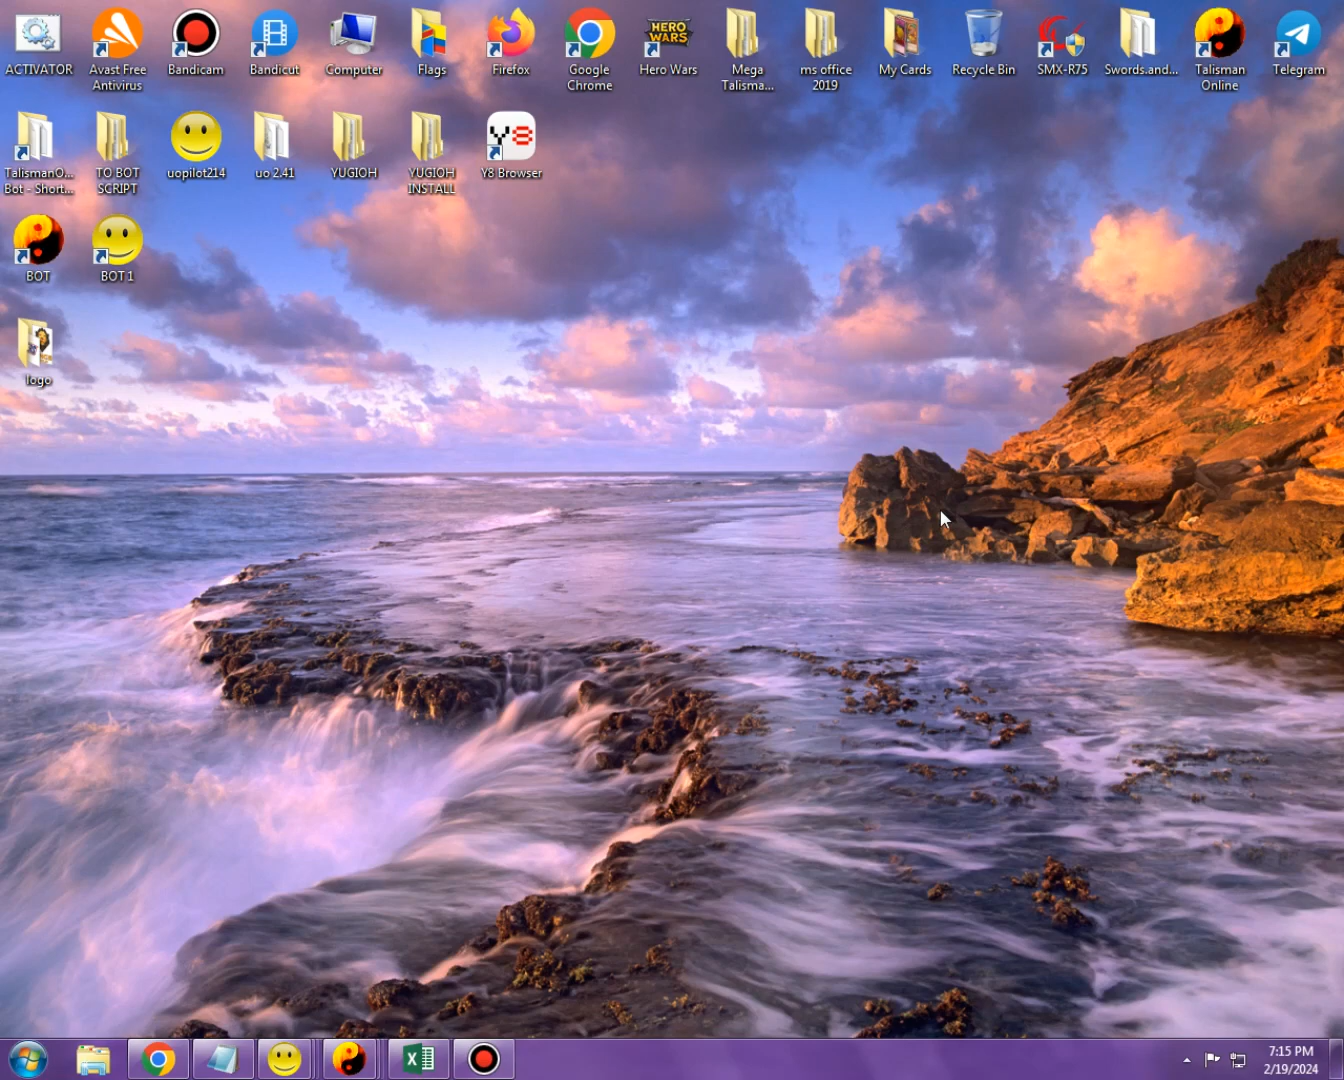 ACTIVATOR
Avast Free
Antivirus
Bandicam
Bandicut
Computer
Flags
Firefox
Google
Chrome
HERO
WARS
Hero Wars
Mega
Talisma...
ms office
2019
My Cards
Recycle Bin
SMX-R75
Swords.and...
Talisman
Online
Telegram
TalismanO...
Bot - Short...
TO BOT
SCRIPT
uopilot214
uo 2.41
YUGIOH
YUGIOH
INSTALL
Y8
Y8 Browser
BOT
BOT 1
logo
7:15 PM
2/19/2024